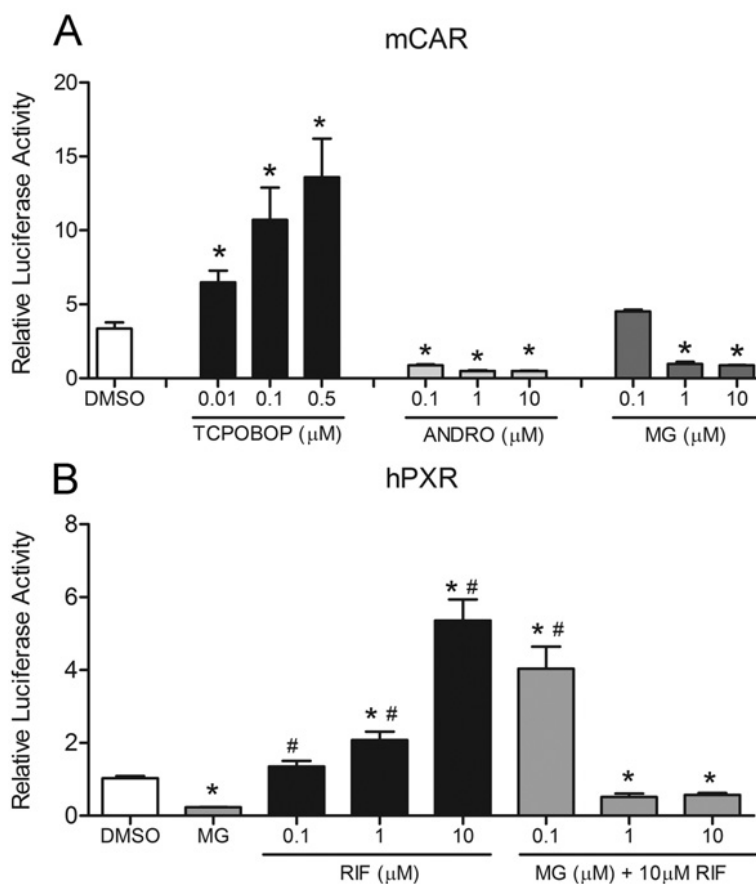 A
mCAR
Relative Luciferase Activity
20
15
10
5
0
* * *
* * *
* *
DMSO 0.01 0.1 0.5 0.1 1 10 0.1 1 10
TCPOBOP (μM) ANDRO (μM) MG (μM)
B
hPXR
Relative Luciferase Activity
8
6
4
2
0
* # * # * # * # * *
DMSO MG 0.1 1 10 0.1 1 10
RIF (μM) MG (μM) + 10μM RIF